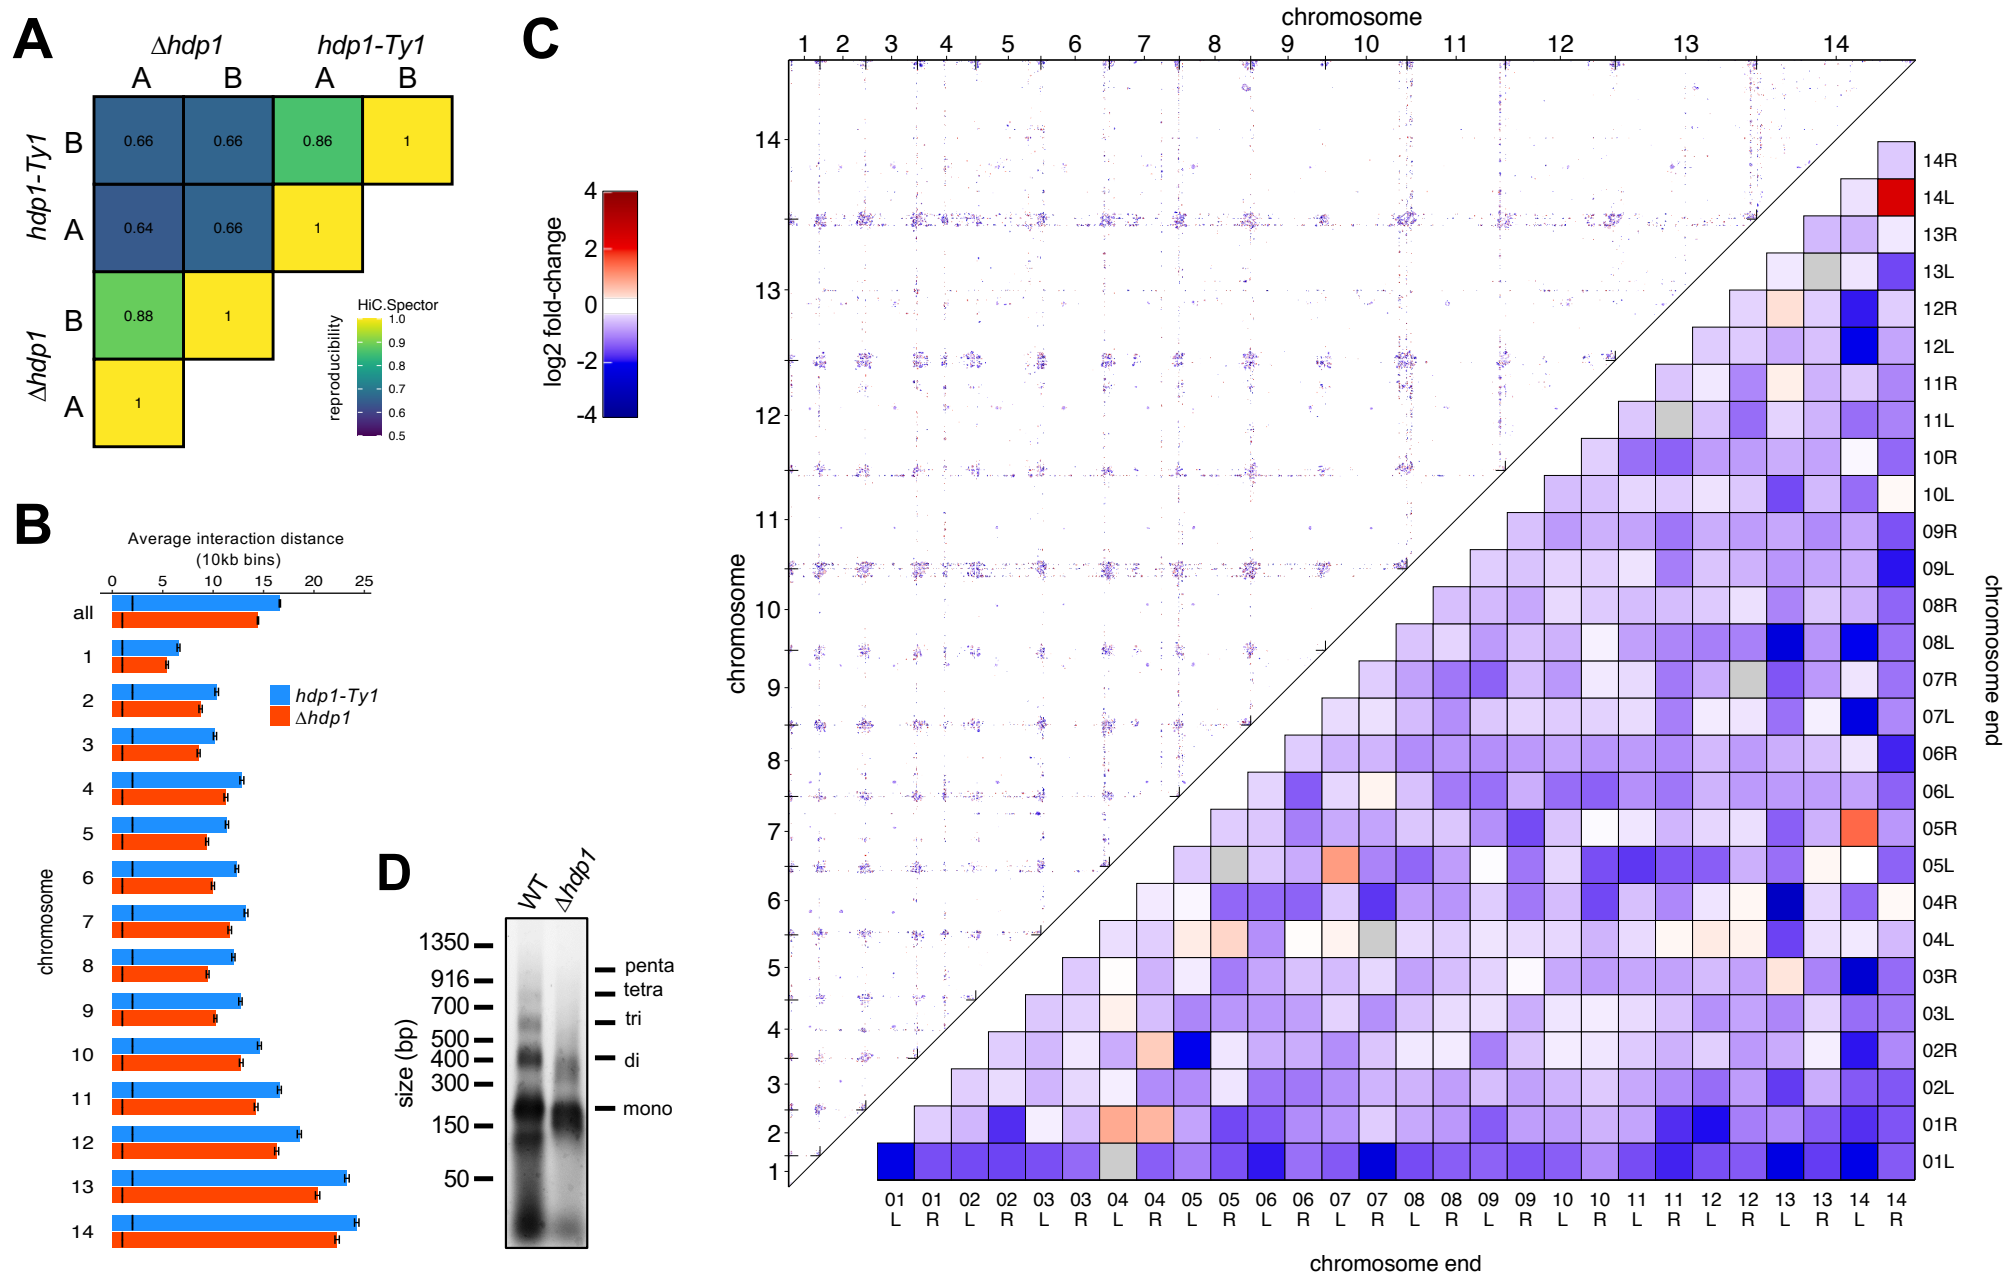 A
Δhdp1 hdp1-Ty1
A B A B
hdp1-Ty1
B 0.66 0.66 0.86 1
A 0.64 0.66 1
Δhdp1
B 0.88 1
A 1
HiC.Spector
reproducibility
1.0
0.9
0.8
0.7
0.6
0.5
B
Average interaction distance
(10kb bins)
0 5 10 15 20 25
chromosome
all
1
2
3
4
5
6
7
8
9
10
11
12
13
14
hdp1-Ty1
Δhdp1
C
log2 fold-change
4
2
0
-2
-4
chromosome
1 2 3 4 5 6 7 8 9 10 11 12 13 14
chromosome
14
13
12
11
10
9
8
7
6
5
4
3
2
1
14R
14L
13R
13L
12R
12L
11R
11L
10R
10L
09R
09L
08R
08L
07R
07L
06R
06L
05R
05L
04R
04L
03R
03L
02R
02L
01R
01L
chromosome end
01 01 02 02 03 03 04 04 05 05 06 06 07 07 08 08 09 09 10 10 11 11 12 12 13 13 14 14
L R L R L R L R L R L R L R L R L R L R L R L R L R L R
chromosome end
D
WT Δhdp1
size (bp)
1350
916
700
500
400
300
150
50
penta
tetra
tri
di
mono